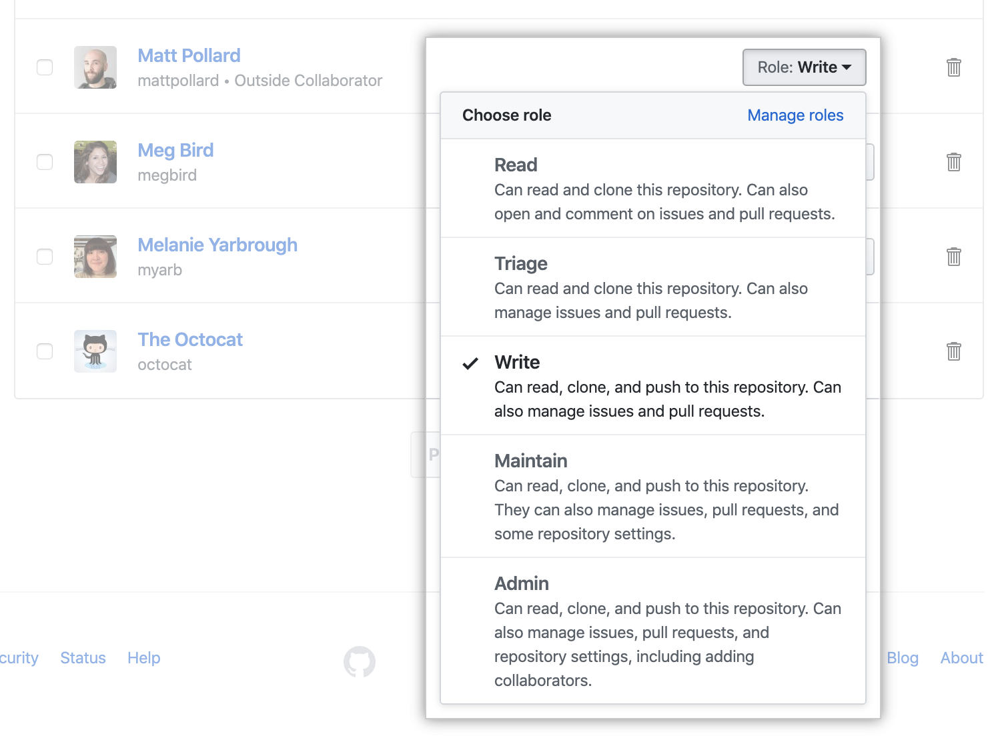 Matt Pollard
mattpollard • Outside Collaborator
Role: Write
Choose role
Manage roles
Meg Bird
megbird
Read
Can read and clone this repository. Can also
open and comment on issues and pull requests.
Melanie Yarbrough
myarb
Triage
Can read and clone this repository. Can also
manage issues and pull requests.
The Octocat
octocat
Write
Can read, clone, and push to this repository. Can
also manage issues and pull requests.
P
Maintain
Can read, clone, and push to this repository.
They can also manage issues, pull requests, and
some repository settings.
Admin
Can read, clone, and push to this repository. Can
also manage issues, pull requests, and
repository settings, including adding
collaborators.
curity
Status
Help
Blog
About